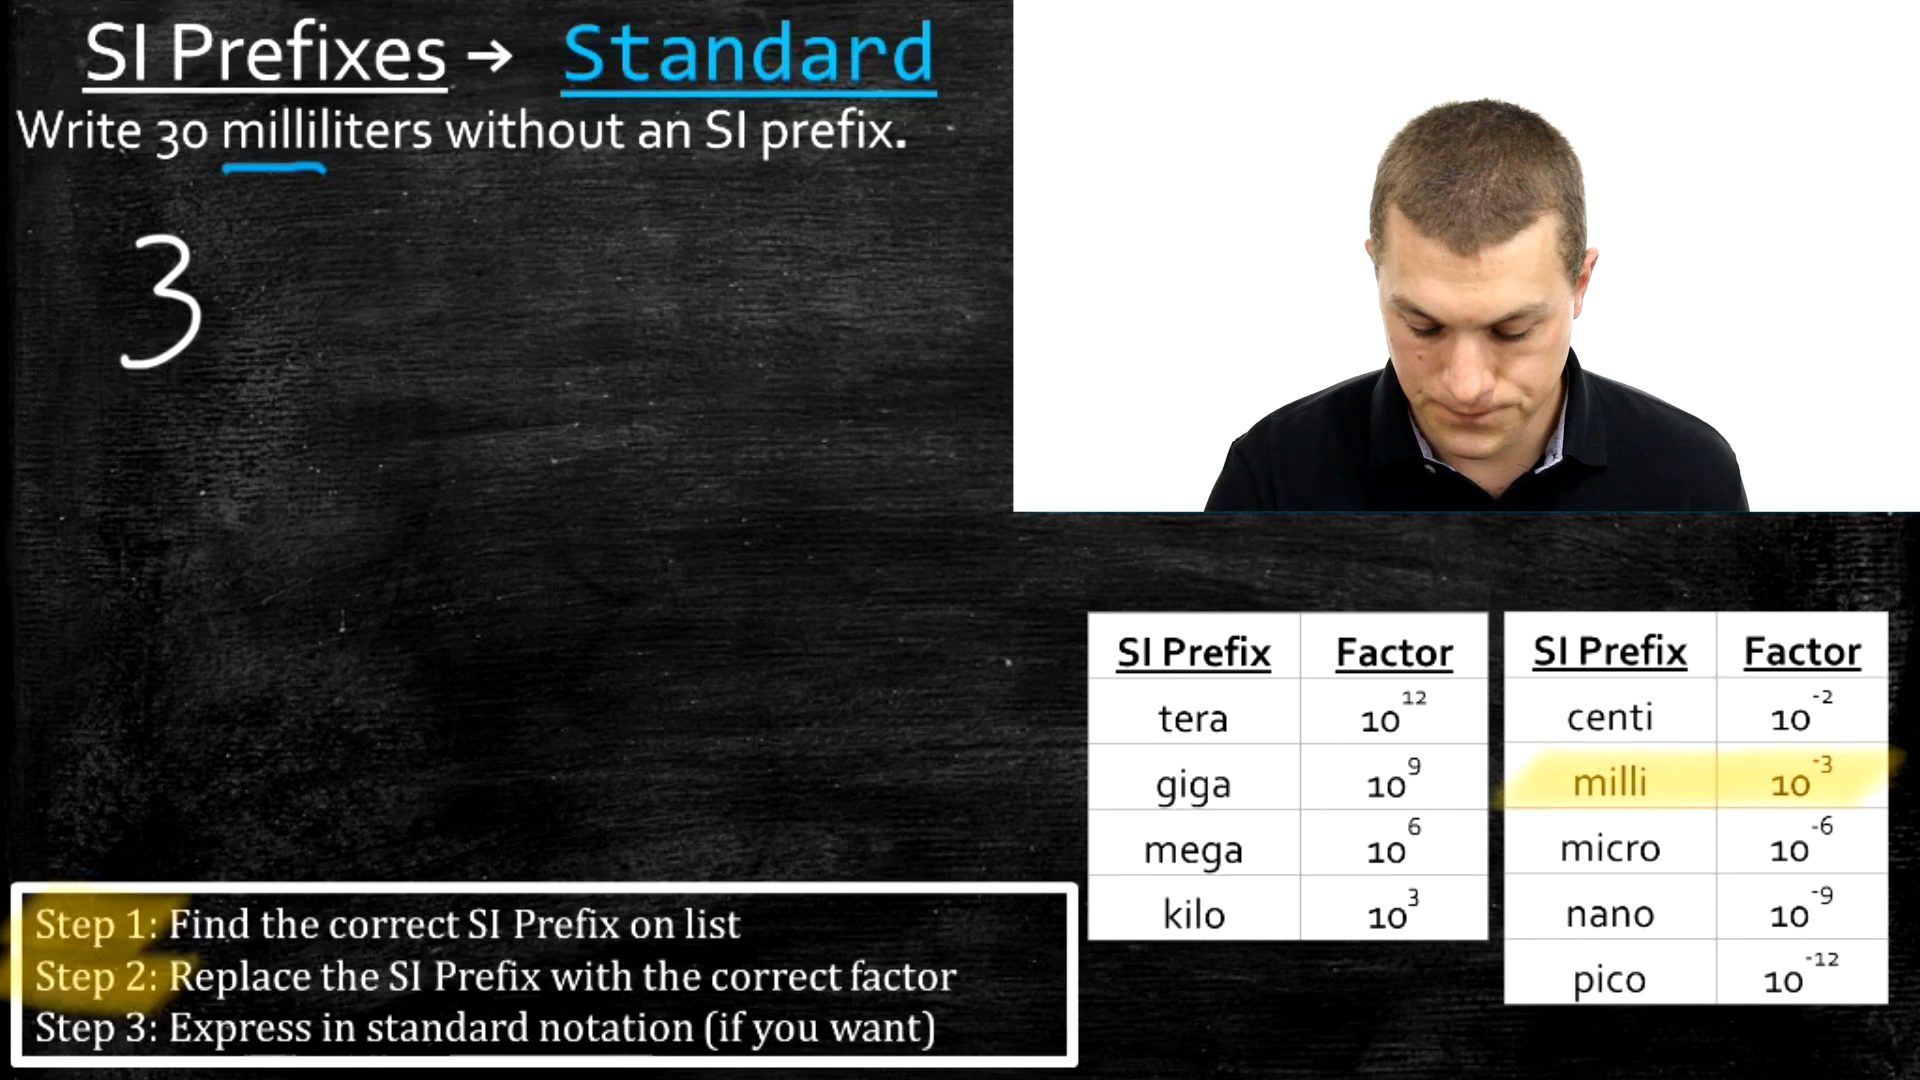 SI Prefixes → Standard
Write 30 milliliters without an SI prefix.
3
SI Prefix Factor
tera 10^12
giga 10^9
mega 10^6
kilo 10^3
SI Prefix Factor
centi 10^-2
milli 10^-3
micro 10^-6
nano 10^-9
pico 10^-12
Step 1: Find the correct SI Prefix on list
Step 2: Replace the SI Prefix with the correct factor
Step 3: Express in standard notation (if you want)